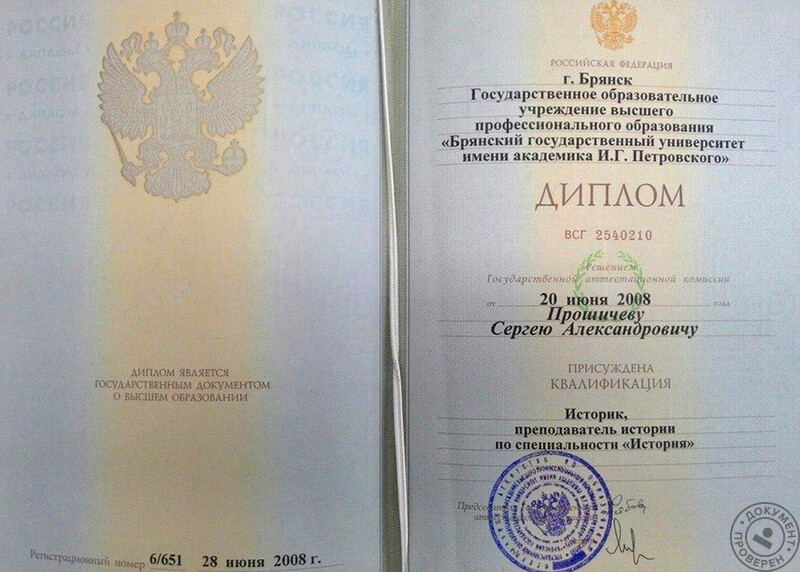 ДИПЛОМ ЯВЛЯЕТСЯ
ГОСУДАРСТВЕННЫМ ДОКУМЕНТОМ
О ВЫСШЕМ ОБРАЗОВАНИИ
Регистрационный номер 6/651 28 июня 2008 г.
РОССИЙСКАЯ ФЕДЕРАЦИЯ
г. Брянск
Государственное образовательное
учреждение высшего
профессионального образования
«Брянский государственный университет
имени академика И.Г. Петровского»
ДИПЛОМ
ВСГ 2540210
Решением
Государственной аттестационной комиссии
от 20 июня 2008 года
Прошичеву
Сергею Александровичу
ПРИСУЖДЕНА
КВАЛИФИКАЦИЯ
Историк,
преподаватель истории
по специальности «История»
ДОКУМЕНТ
ПРОВЕРЕН